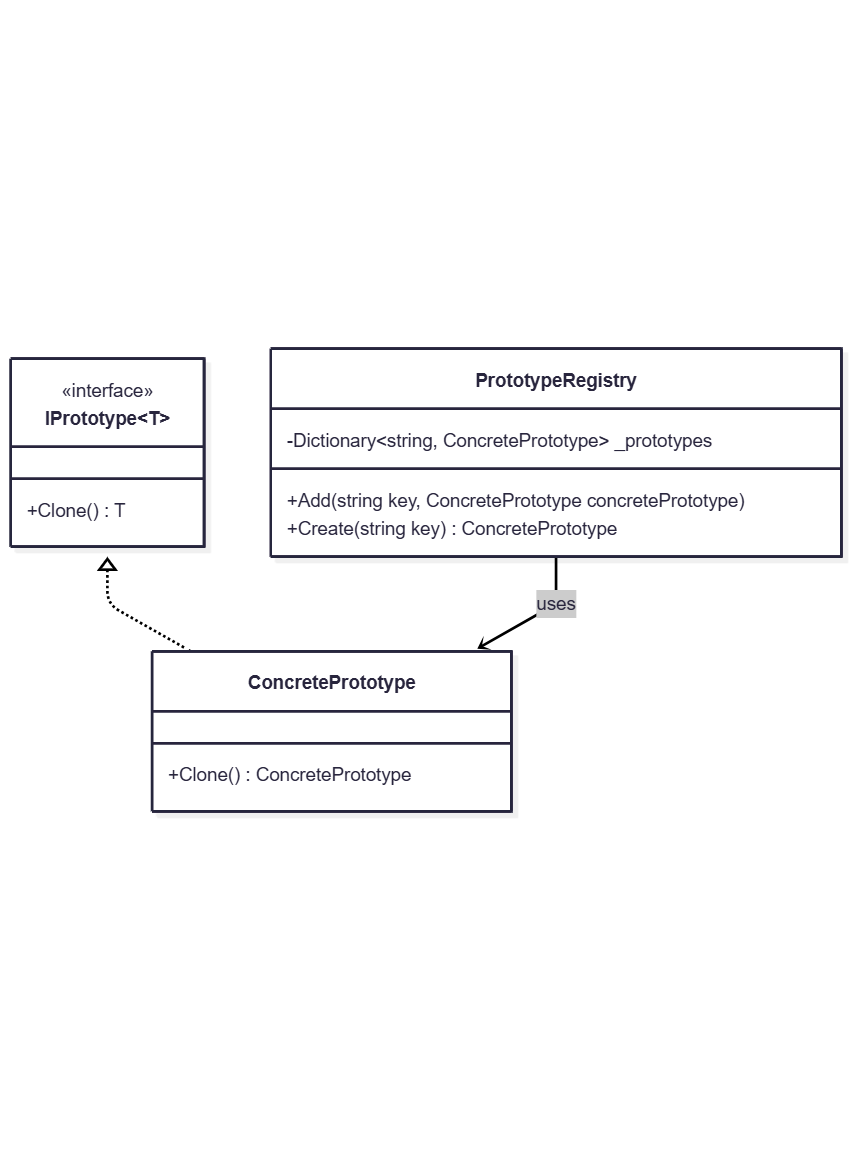 «interface»
IPrototype<T>
+Clone() : T
PrototypeRegistry
-Dictionary<string, ConcretePrototype> _prototypes
+Add(string key, ConcretePrototype concretePrototype)
+Create(string key) : ConcretePrototype
uses
ConcretePrototype
+Clone() : ConcretePrototype